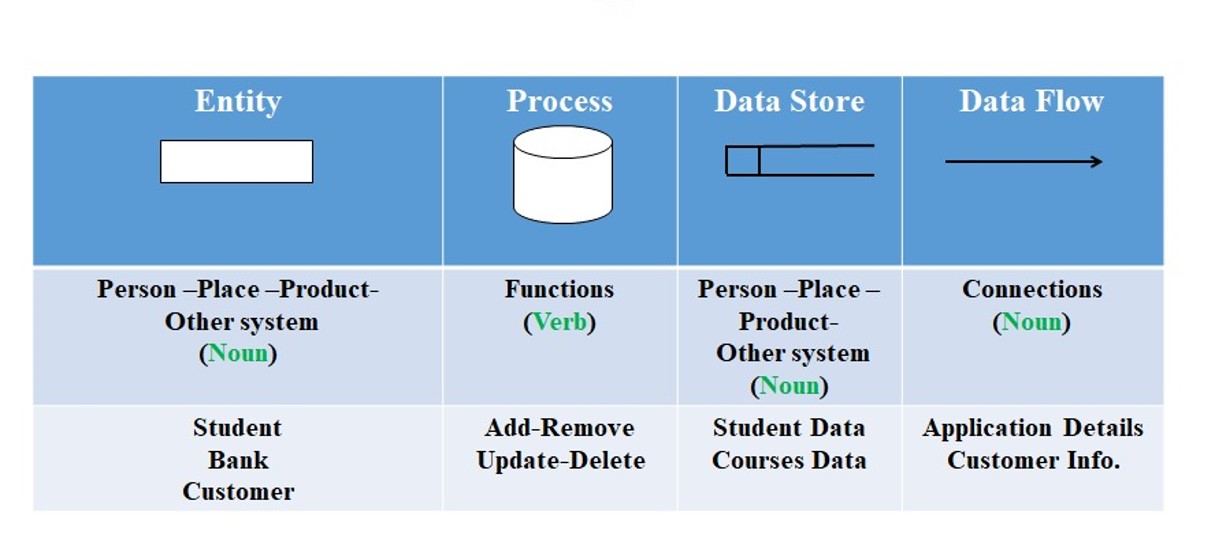 Entity
Process
Data Store
Data Flow
Person –Place –Product-
Other system
(Noun)
Functions
(Verb)
Person –Place –
Product-
Other system
(Noun)
Connections
(Noun)
Student
Bank
Customer
Add-Remove
Update-Delete
Student Data
Courses Data
Application Details
Customer Info.